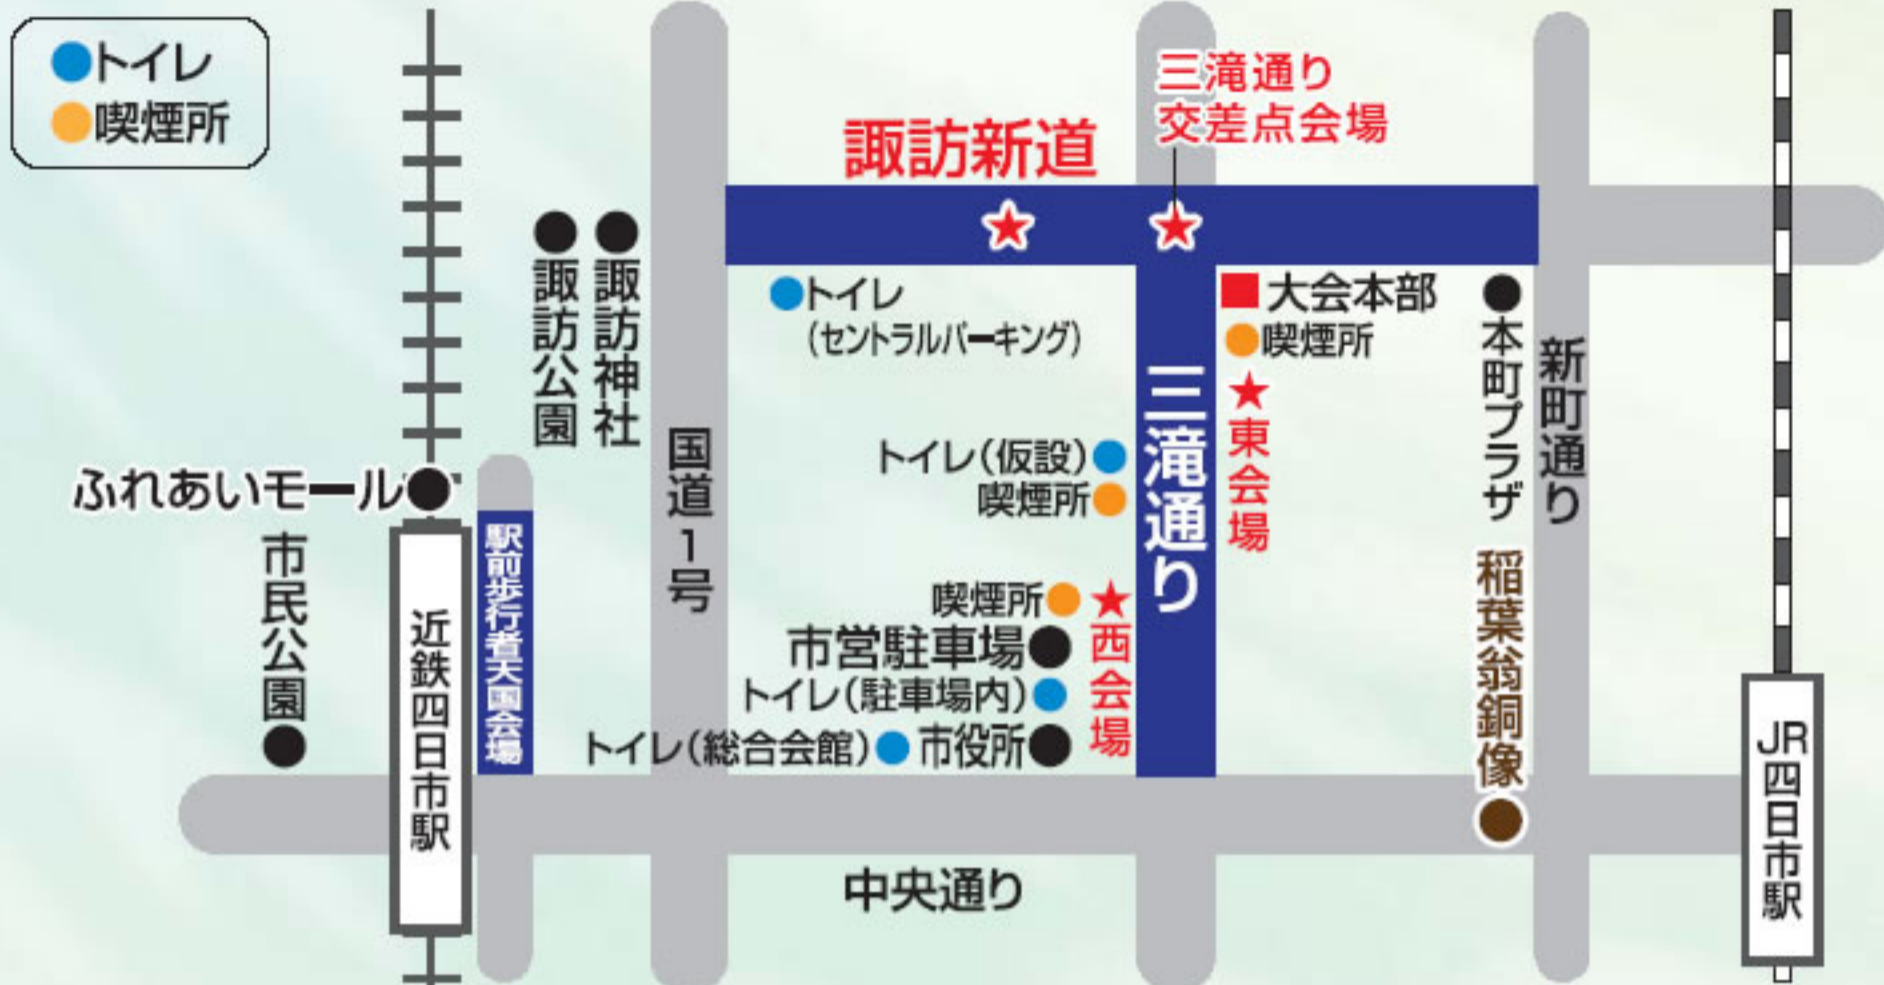 トイレ
喫煙所
三滝通り
交差点会場
諏訪新道
諏訪公園
諏訪神社
トイレ
(セントラルパーキング)
大会本部
喫煙所
東会場
本町プラザ
新町通り
国道1号
トイレ(仮設)
喫煙所
三滝通り
ふれあいモール
市民公園
近鉄四日市駅
駅前歩行者天国会場
喫煙所
市営駐車場
トイレ(駐車場内)
トイレ(総合会館)
市役所
西会場
稲葉翁銅像
JR四日市駅
中央通り